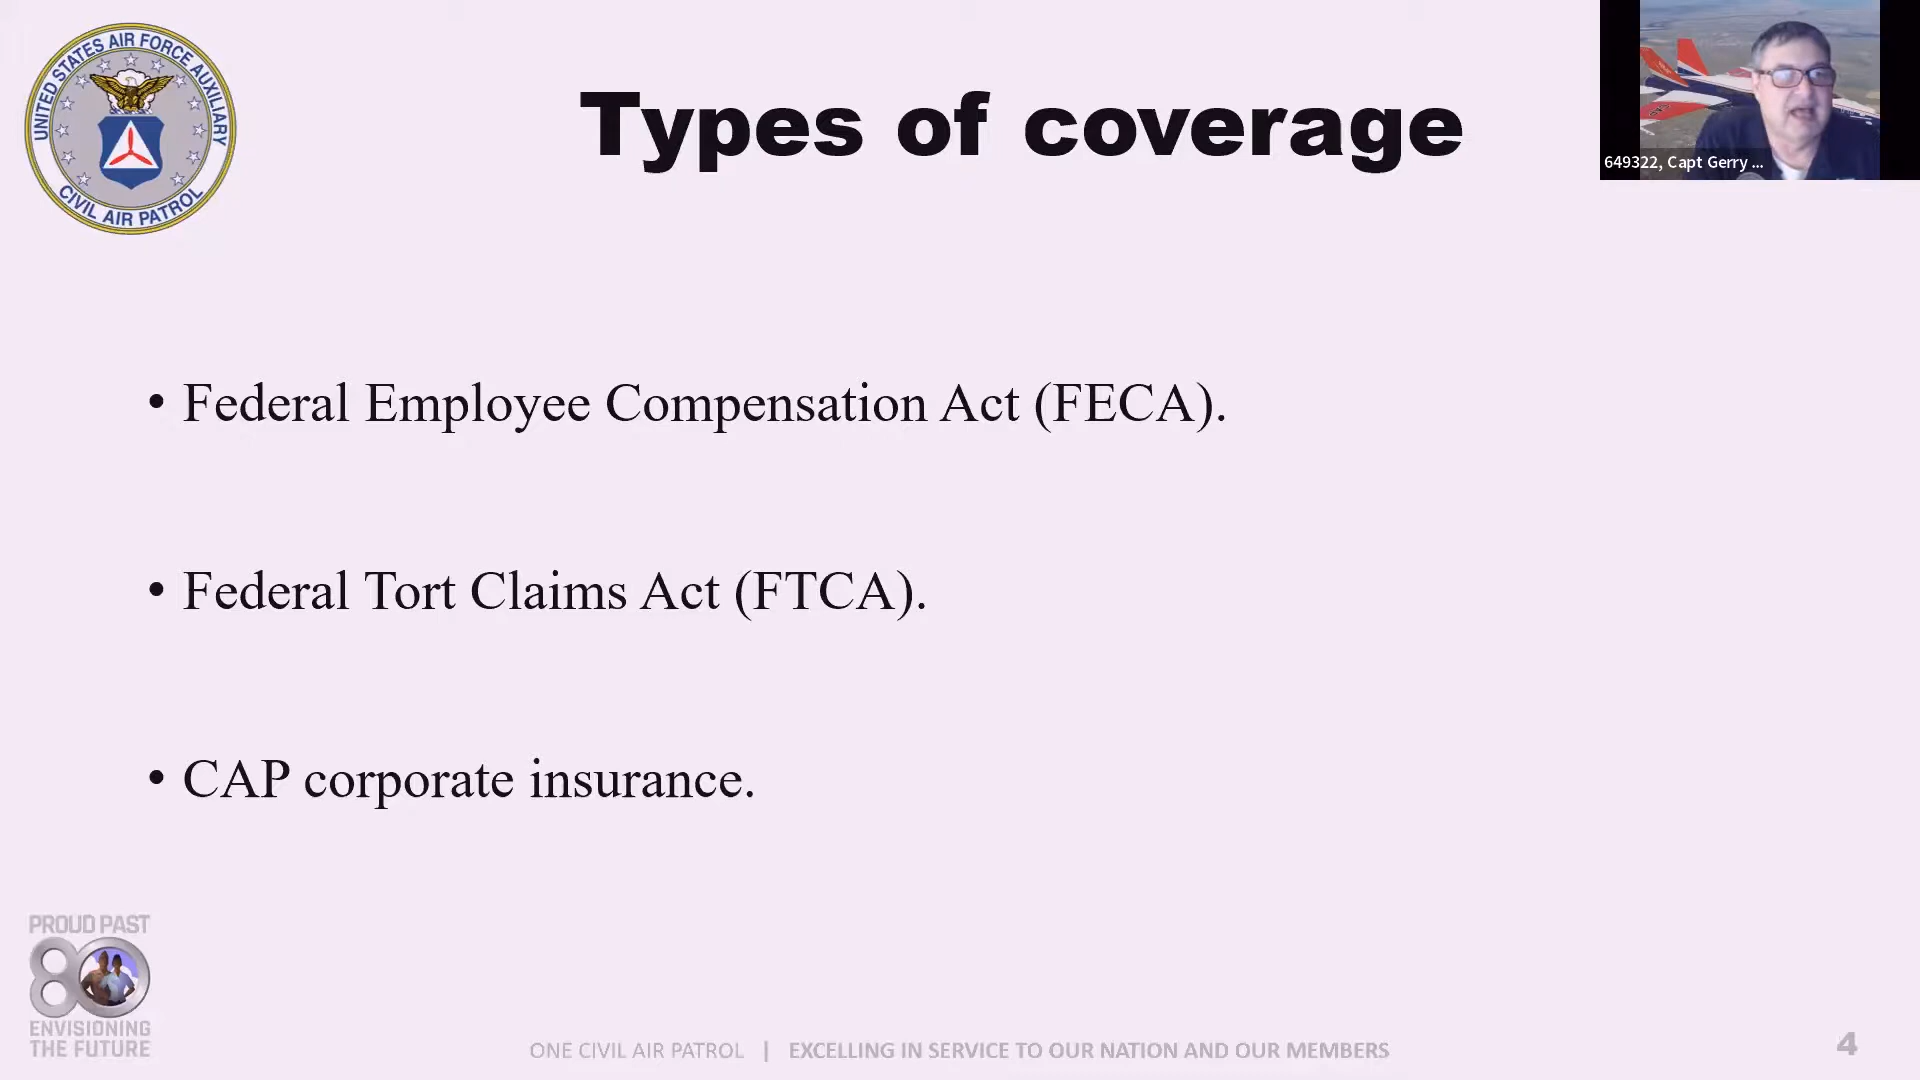 UNITED STATES AIR FORCE AUXILIARY
CIVIL AIR PATROL
Types of coverage
649322, Capt Gerry ...
• Federal Employee Compensation Act (FECA).
• Federal Tort Claims Act (FTCA).
• CAP corporate insurance.
PROUD PAST
80
ENVISIONING
THE FUTURE
ONE CIVIL AIR PATROL | EXCELLING IN SERVICE TO OUR NATION AND OUR MEMBERS
4